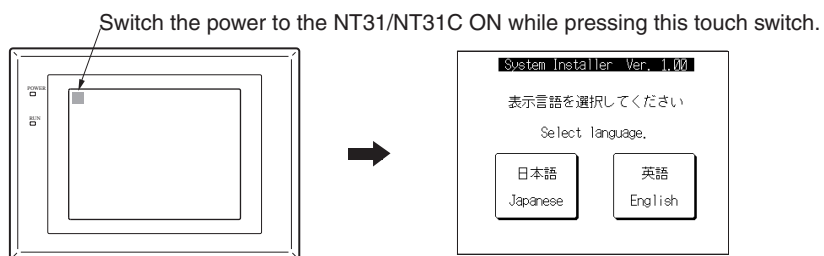 Switch the power to the NT31/NT31C ON while pressing this touch switch.
POWER
RUN
System Installer Ver. 1.00
表示言語を選択してください
Select language.
日本語
Japanese
英語
English